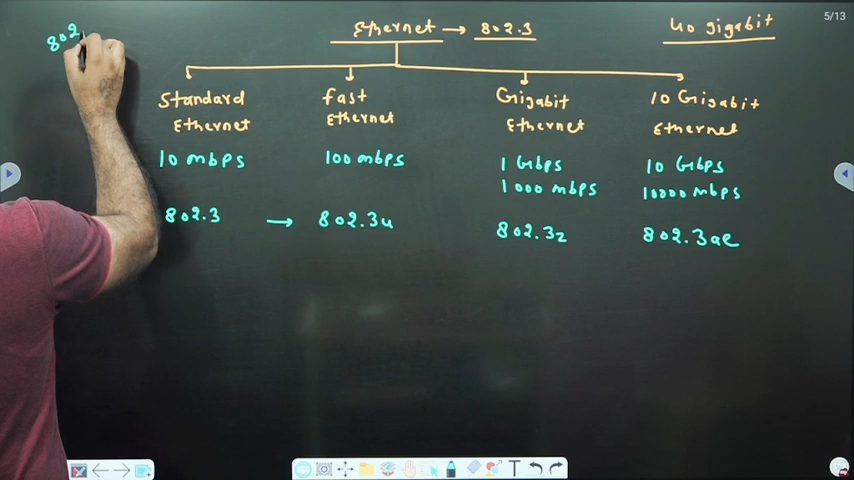 Ethernet → 802.3
40 gigabit
5/13
802
Standard Ethernet
fast Ethernet
Gigabit Ethernet
10 Gigabit Ethernet
10 mbps
100 mbps
1 Gbps
1000 mbps
10 Gbps
10000 mbps
802.3 → 802.3u
802.3z
802.3ae
T